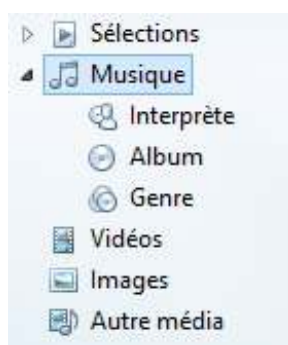 Sélections
Musique
Interprète
Album
Genre
Vidéos
Images
Autre média